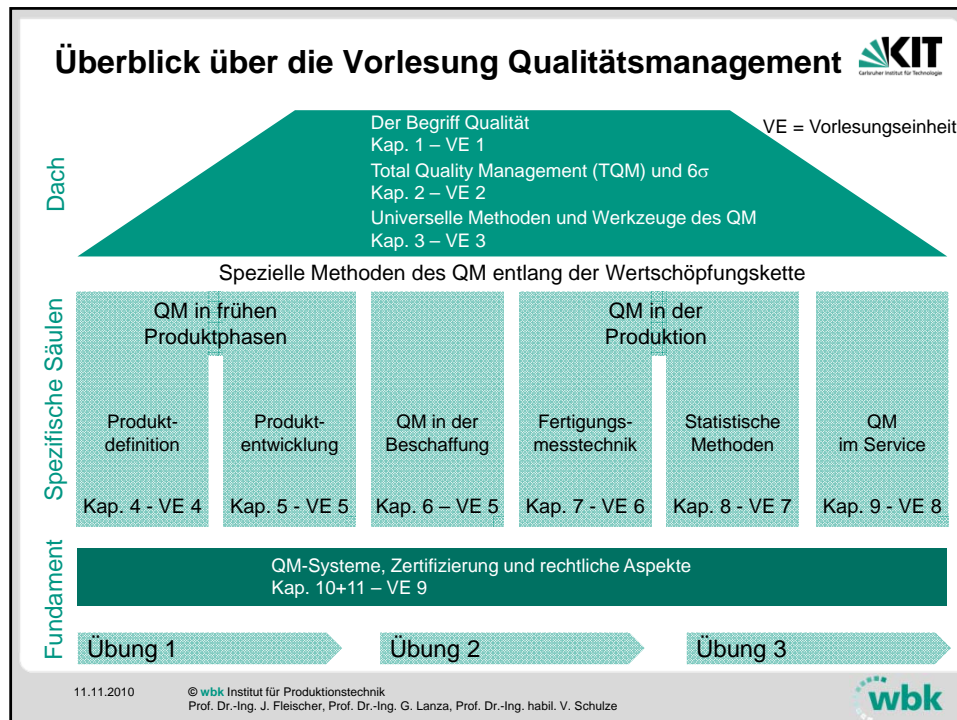 Überblick über die Vorlesung Qualitätsmanagement
KIT
Karlsruher Institut für Technologie
VE = Vorlesungseinheit
Dach
Der Begriff Qualität
Kap. 1 – VE 1
Total Quality Management (TQM) und 6σ
Kap. 2 – VE 2
Universelle Methoden und Werkzeuge des QM
Kap. 3 – VE 3
Spezielle Methoden des QM entlang der Wertschöpfungskette
Spezifische Säulen
QM in frühen
Produktphasen
QM in der
Produktion
Produkt-
definition
Kap. 4 - VE 4
Produkt-
entwicklung
Kap. 5 - VE 5
QM in der
Beschaffung
Kap. 6 – VE 5
Fertigungs-
messtechnik
Kap. 7 - VE 6
Statistische
Methoden
Kap. 8 - VE 7
QM
im Service
Kap. 9 - VE 8
Fundament
QM-Systeme, Zertifizierung und rechtliche Aspekte
Kap. 10+11 – VE 9
Übung 1
Übung 2
Übung 3
11.11.2010
© wbk Institut für Produktionstechnik
Prof. Dr.-Ing. J. Fleischer, Prof. Dr.-Ing. G. Lanza, Prof. Dr.-Ing. habil. V. Schulze
wbk